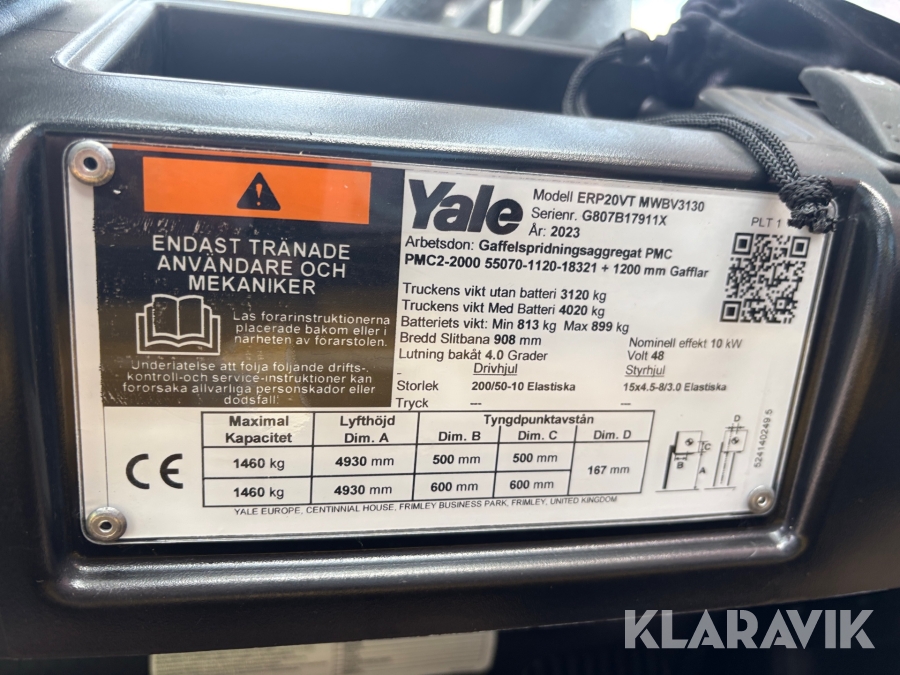 KLARAVIK
Yale
Modell ERP20VT MWBV3130
Serienr. G807B17911X
År: 2023
PLT 1
Arbetsdon: Gaffelspridningsaggregat PMC
PMC2-2000 55070-1120-18321 + 1200 mm Gafflar
Truckens vikt utan batteri 3120 kg
Truckens vikt Med Batteri 4020 kg
Batteriets vikt: Min 813 kg Max 899 kg
Bredd Slitbana 908 mm
Nominell effekt 10 kW
Lutning bakåt 4.0 Grader
Volt 48
Drivhjul
Styrhjul
Storlek 200/50-10 Elastiska 15x4.5-8/3.0 Elastiska
Tryck --- ---
ENDAST TRÄNADE
ANVÄNDARE OCH
MEKANIKER
Läs förarinstruktionerna
placerade bakom eller i
närheten av förarstolen.
Underlåtelse att följa följande drifts-,
kontroll-och service-instruktioner kan
förorsaka allvarliga personskador eller
dödsfall.
Maximal Kapacitet
Lyfthöjd Dim. A
Tyngdpunktavstån
Dim. B Dim. C Dim. D
1460 kg 4930 mm 500 mm 500 mm 167 mm
1460 kg 4930 mm 600 mm 600 mm
D
B
C
A
524140249.5
CE
YALE EUROPE, CENTINNIAL HOUSE, FRIMLEY BUSINESS PARK, FRIMLEY, UNITED KINGDOM
KLARAVIK